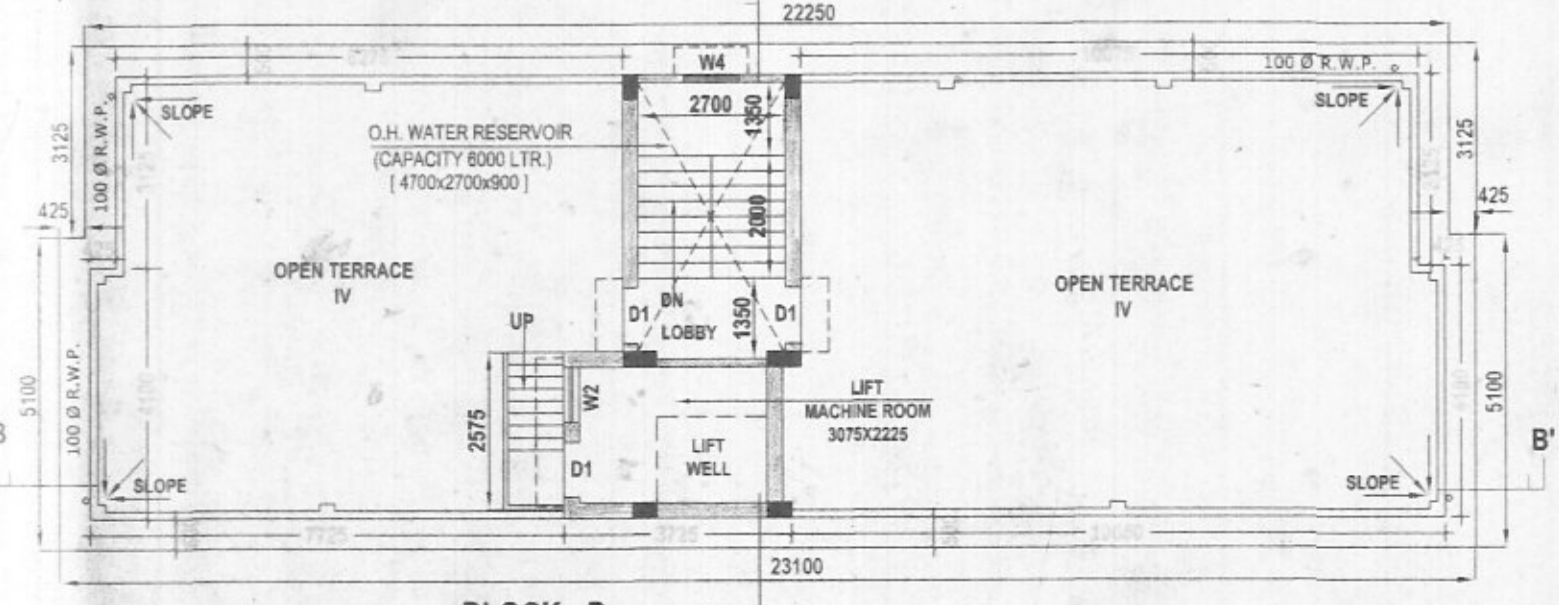 22250
W4
100 Ø R.W.P.
SLOPE
2700
1350
SLOPE
3125
100 Ø R.W.P.
O.H. WATER RESERVOIR
(CAPACITY 6000 LTR.)
[ 4700x2700x900 ]
3125
3125
425
2000
425
OPEN TERRACE
IV
OPEN TERRACE
IV
DN
D1
LOBBY
1350
D1
UP
5100
100 Ø R.W.P.
4100
2575
W2
LIFT
MACHINE ROOM
3075X2225
5100
LIFT
WELL
D1
B'
SLOPE
SLOPE
7725
3725
23100